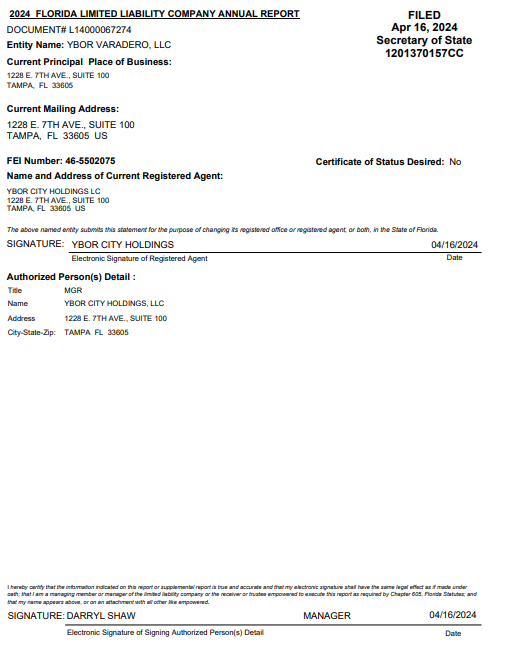 2024 FLORIDA LIMITED LIABILITY COMPANY ANNUAL REPORT
FILED
Apr 16, 2024
Secretary of State
1201370157CC
DOCUMENT# L14000067274
Entity Name: YBOR VARADERO, LLC
Current Principal Place of Business:
1228 E. 7TH AVE., SUITE 100
TAMPA, FL 33605
Current Mailing Address:
1228 E. 7TH AVE., SUITE 100
TAMPA, FL 33605 US
FEI Number: 46-5502075
Certificate of Status Desired: No
Name and Address of Current Registered Agent:
YBOR CITY HOLDINGS LC
1228 E. 7TH AVE., SUITE 100
TAMPA, FL 33605 US
The above named entity submits this statement for the purpose of changing its registered office or registered agent, or both, in the State of Florida.
SIGNATURE: YBOR CITY HOLDINGS 04/16/2024
Electronic Signature of Registered Agent Date
Authorized Person(s) Detail :
Title MGR
Name YBOR CITY HOLDINGS, LLC
Address 1228 E. 7TH AVE., SUITE 100
City-State-Zip: TAMPA FL 33605
I hereby certify that the information indicated on this report or supplemental report is true and accurate and that my electronic signature shall have the same legal effect as if made under
oath; that I am a managing member or manager of the limited liability company or the receiver or trustee empowered to execute this report as required by Chapter 605, Florida Statutes; and
that my name appears above, or on an attachment with all other like empowered.
SIGNATURE: DARRYL SHAW MANAGER 04/16/2024
Electronic Signature of Signing Authorized Person(s) Detail Date